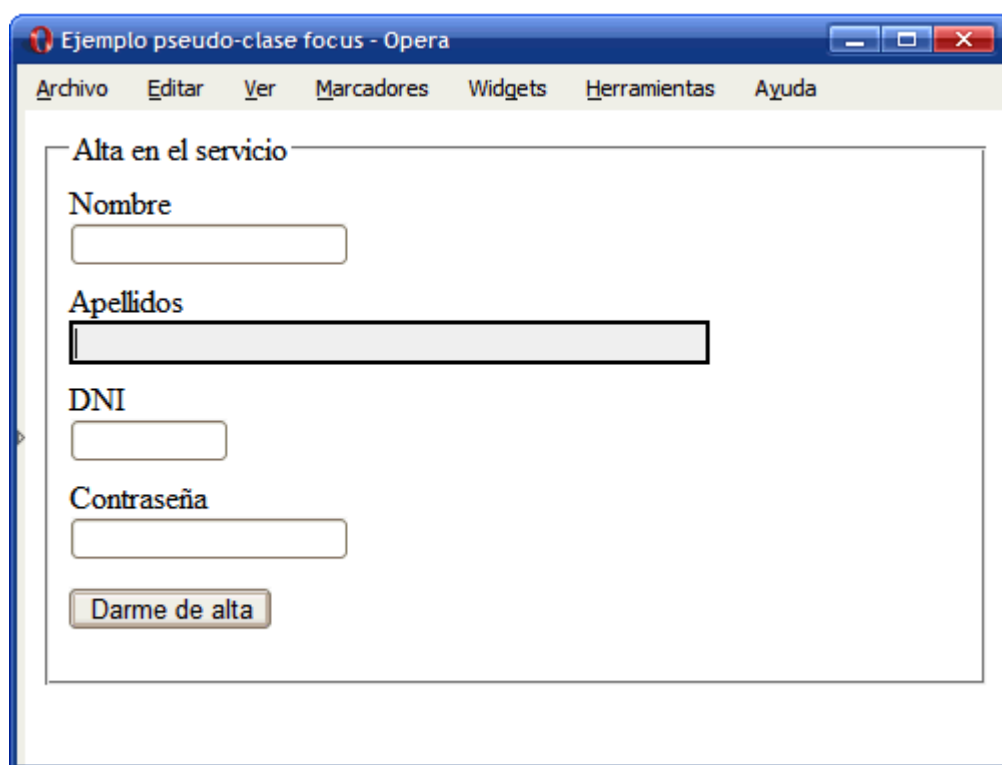 Ejemplo pseudo-clase focus - Opera
Archivo Editar Ver Marcadores Widgets Herramientas Ayuda
Alta en el servicio
Nombre
Apellidos
DNI
Contraseña
Darme de alta